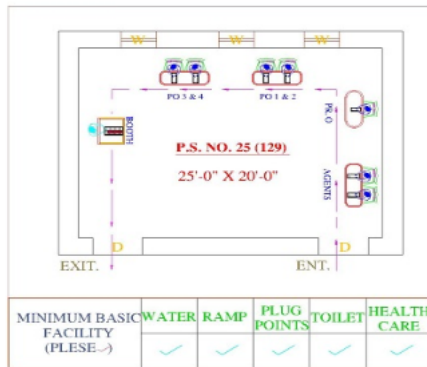 W W W
PO 3 & 4 PO 1 & 2
P&.O
BOOTH
P.S. NO. 25 (129)
25'-0" X 20'-0"
AGENTS
D D
EXIT. ENT.
MINIMUM BASIC FACILITY (PLESE✓)
WATER RAMP PLUG POINTS TOILET HEALTH CARE
✓ ✓ ✓ ✓ ✓